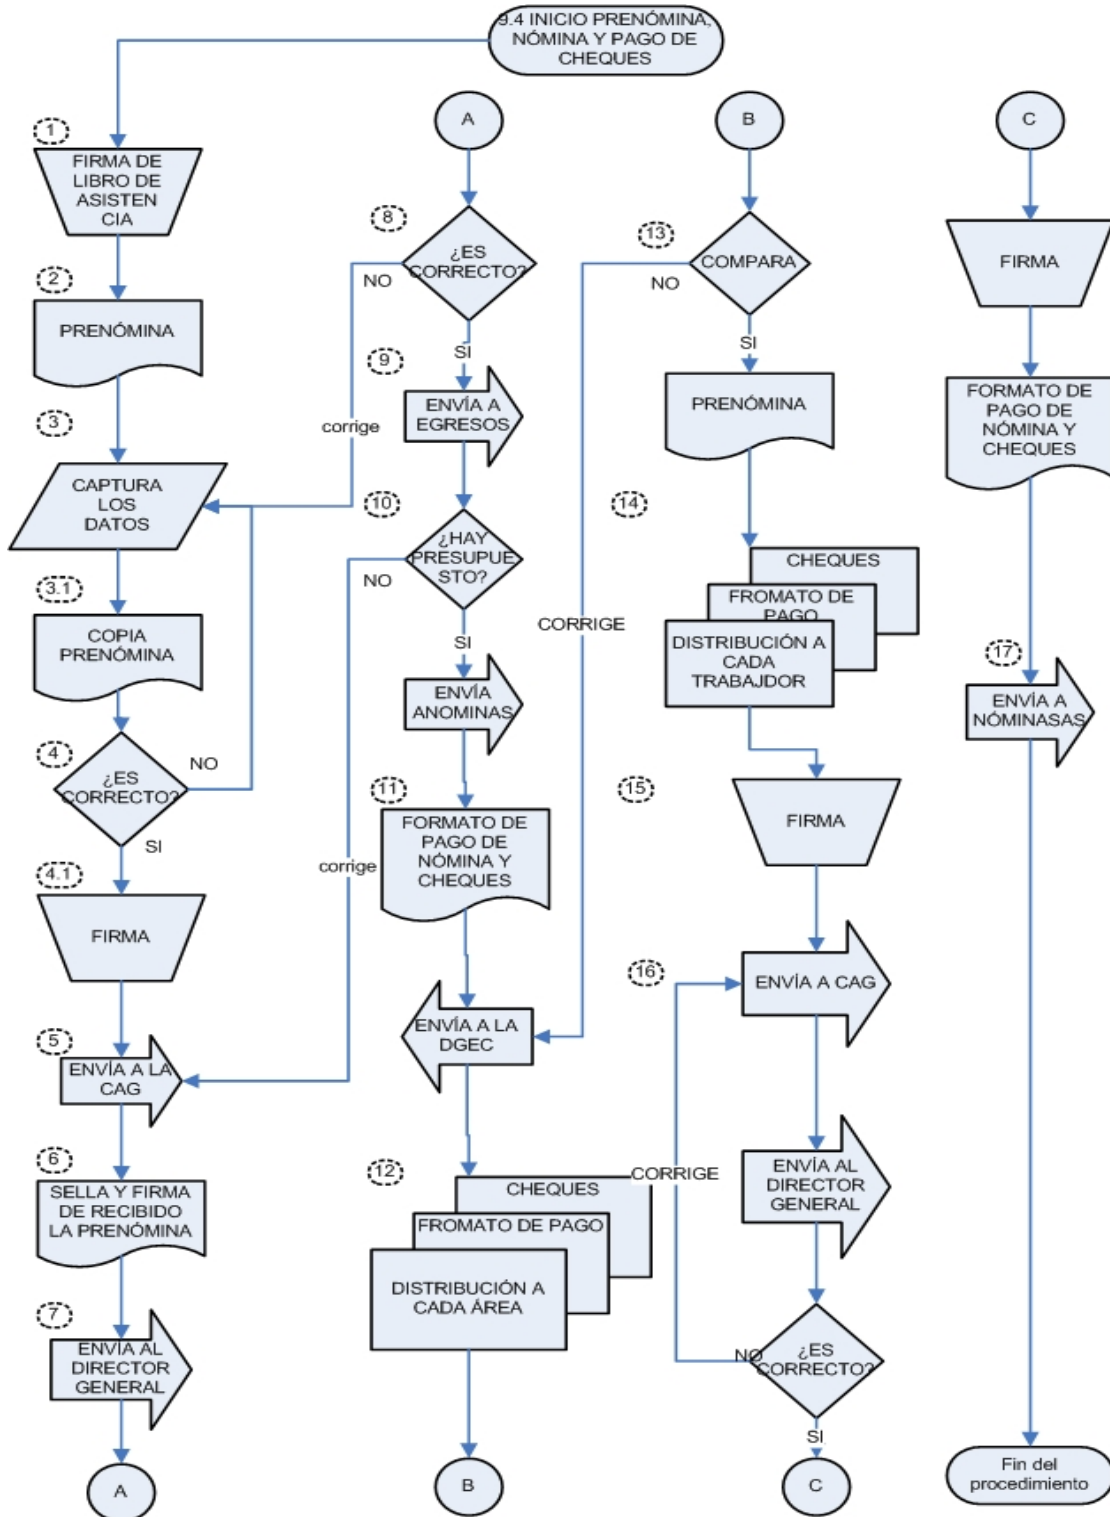 9.4 INICIO PRENÓMINA,
NÓMINA Y PAGO DE
CHEQUES
1
FIRMA DE
LIBRO DE
ASISTEN
CIA
2
PRENÓMINA
3
CAPTURA
LOS
DATOS
3.1
COPIA
PRENÓMINA
4
¿ES
CORRECTO?
NO
SI
4.1
FIRMA
5
ENVÍA A LA
CAG
6
SELLA Y FIRMA
DE RECIBIDO
LA PRENÓMINA
7
ENVÍA AL
DIRECTOR
GENERAL
A
A
8
¿ES
CORRECTO?
NO
corrige
SI
9
ENVÍA A
EGRESOS
10
¿HAY
PRESUPUE
STO?
NO
corrige
SI
ENVÍA
ANOMINAS
11
FORMATO DE
PAGO DE
NÓMINA Y
CHEQUES
ENVÍA A LA
DGEC
12
CHEQUES
FROMATO DE PAGO
DISTRIBUCIÓN A
CADA ÁREA
B
B
13
COMPARA
NO
CORRIGE
SI
PRENÓMINA
14
CHEQUES
FROMATO DE
PAGO
DISTRIBUCIÓN A
CADA
TRABAJDOR
15
FIRMA
16
ENVÍA A CAG
CORRIGE
ENVÍA AL
DIRECTOR
GENERAL
NO
¿ES
CORRECTO?
SI
C
C
FIRMA
FORMATO DE
PAGO DE
NÓMINA Y
CHEQUES
17
ENVÍA A
NÓMINASAS
Fin del
procedimiento